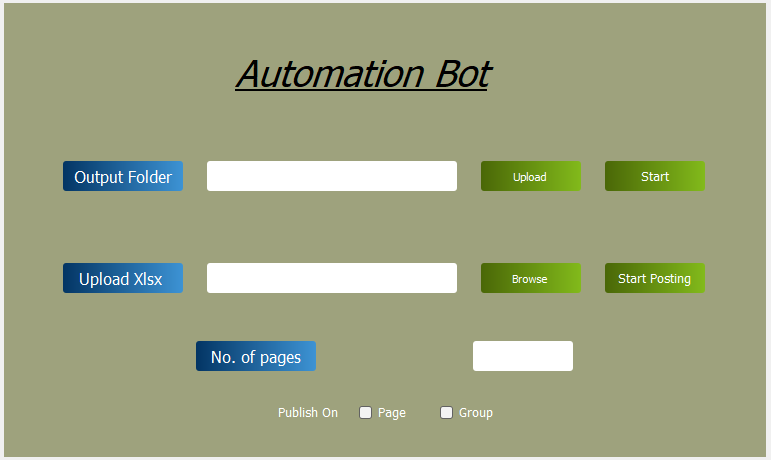 Automation Bot
Output Folder Upload Start
Upload Xlsx Browse Start Posting
No. of pages
Publish On Page Group